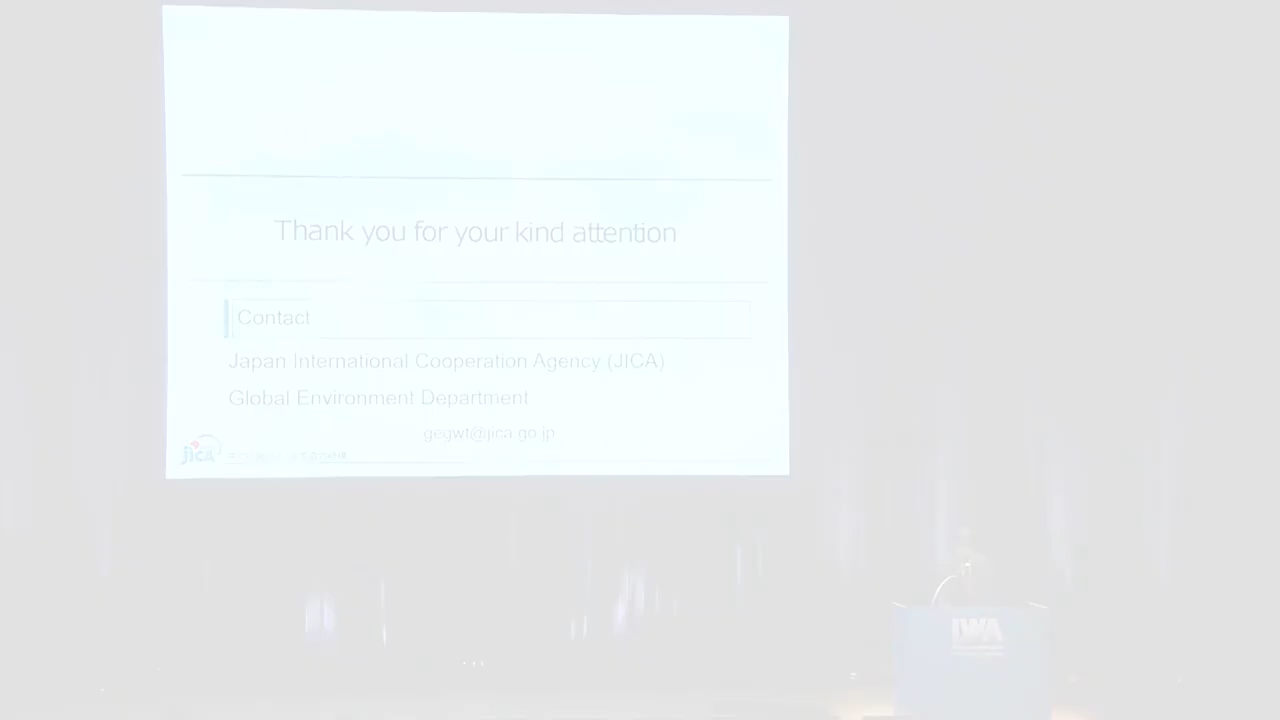 Thank you for your kind attention
Contact
Japan International Cooperation Agency (JICA)
Global Environment Department
gegwt@jica.go.jp
jICA
IWA